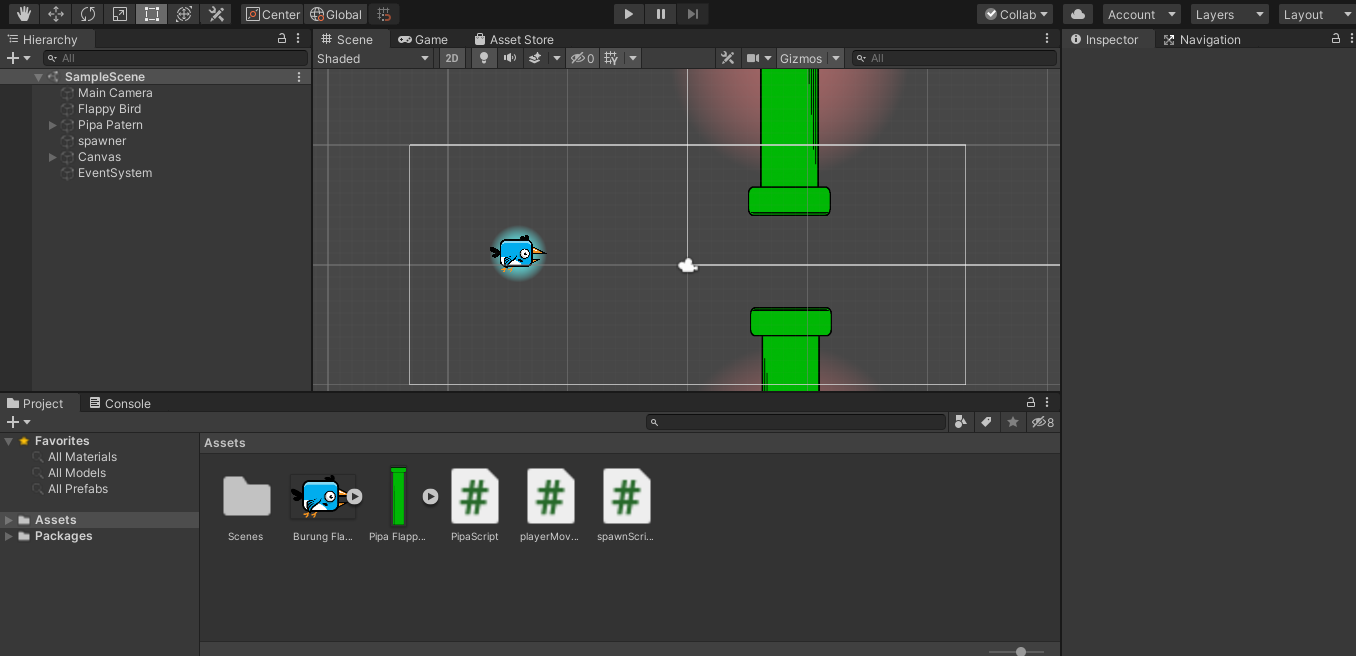 Center Global Collab Account Layers Layout
Hierarchy
All
SampleScene
Main Camera
Flappy Bird
Pipa Patern
spawner
Canvas
EventSystem
Scene Game Asset Store
Shaded 2D 0 Gizmos All
Inspector Navigation
Project Console
8
Favorites
All Materials
All Models
All Prefabs
Assets
Packages
Assets
Scenes Burung Fla... Pipa Flapp... PipaScript playerMov... spawnScri...